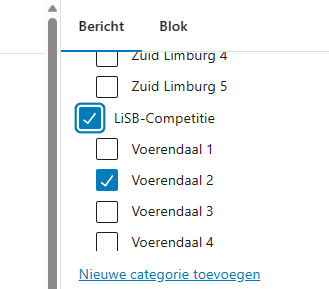 Bericht Blok
Zuid Limburg 4
Zuid Limburg 5
LiSB-Competitie
Voerendaal 1
Voerendaal 2
Voerendaal 3
Voerendaal 4
Nieuwe categorie toevoegen